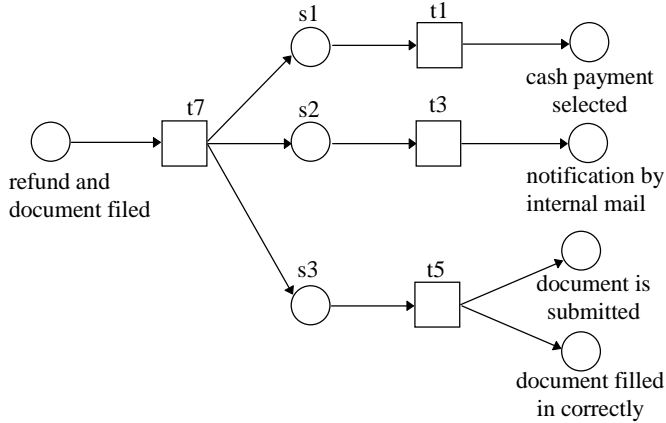 s1
t1
cash payment
selected
t7
s2
t3
refund and
document filed
notification by
internal mail
s3
t5
document is
submitted
document filled
in correctly